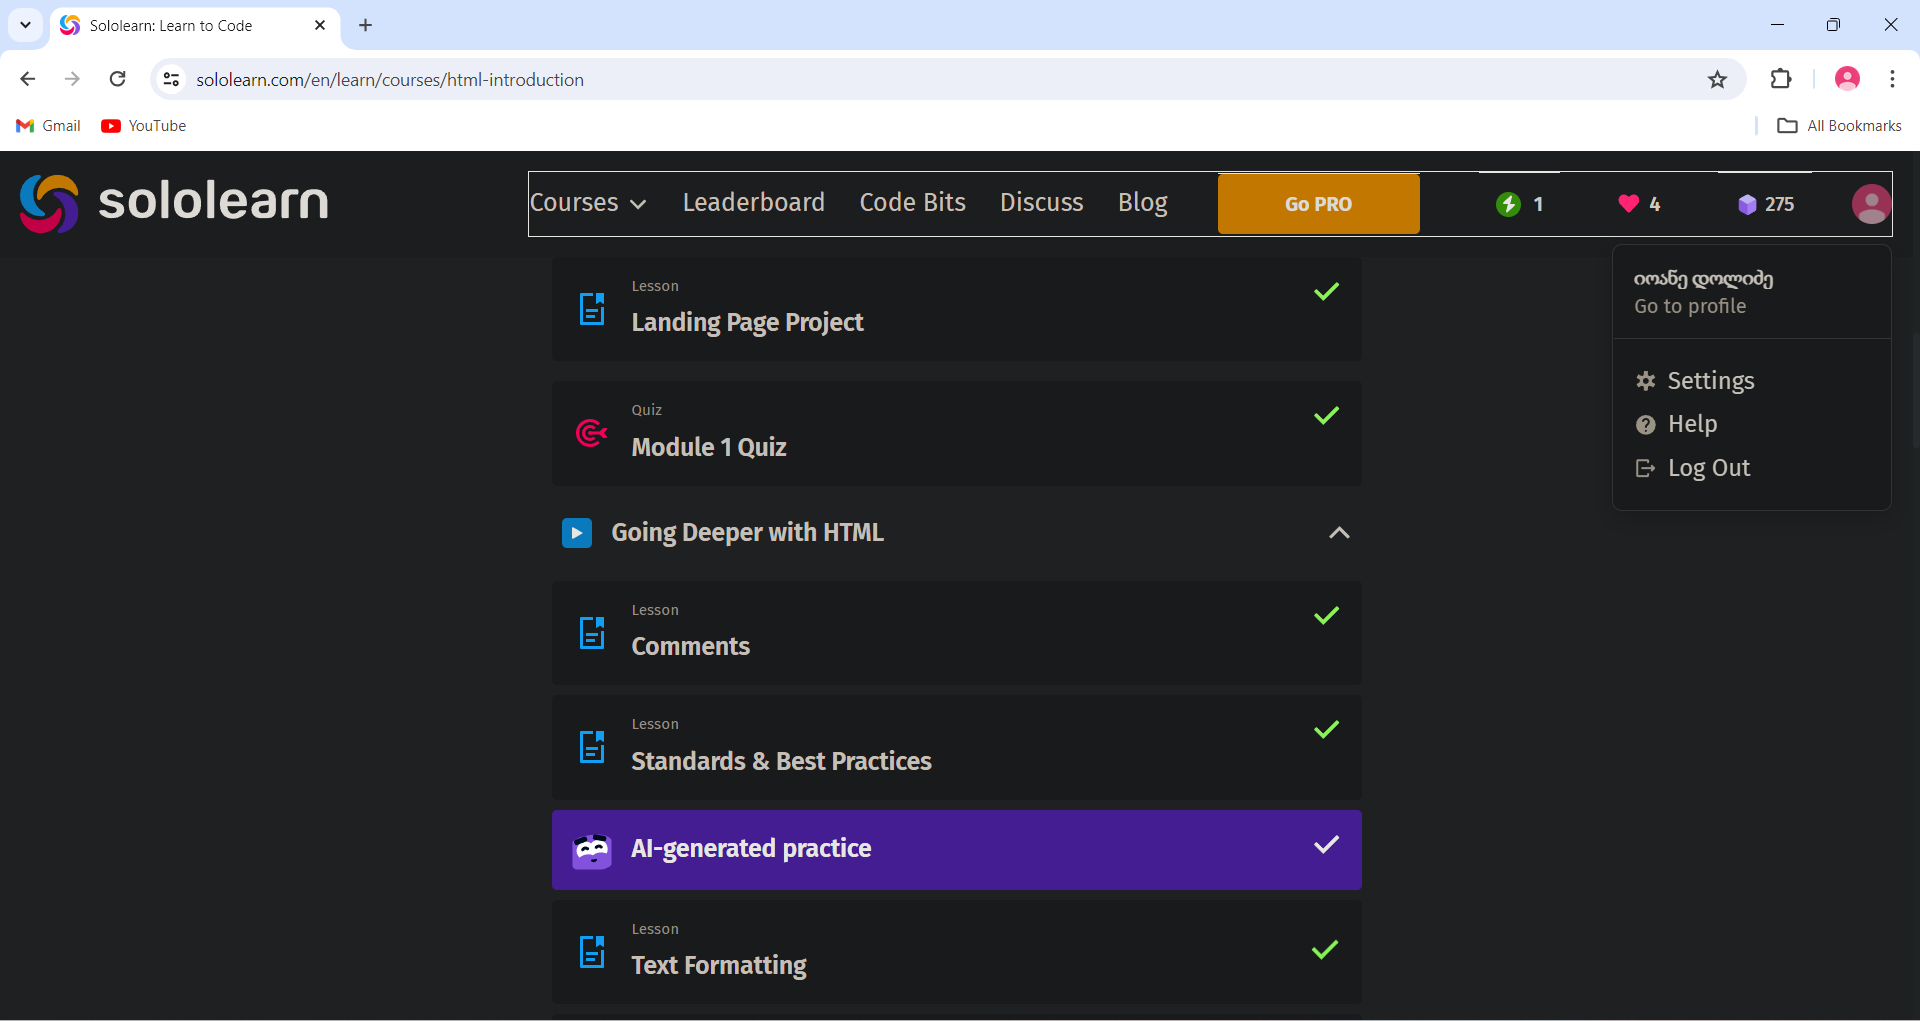 Sololearn: Learn to Code
sololearn.com/en/learn/courses/html-introduction
Gmail
YouTube
All Bookmarks
sololearn
Courses
Leaderboard
Code Bits
Discuss
Blog
Go PRO
1
4
275
იოანე დოლიძე
Go to profile
Settings
Help
Log Out
Lesson
Landing Page Project
Quiz
Module 1 Quiz
Going Deeper with HTML
Lesson
Comments
Lesson
Standards & Best Practices
AI-generated practice
Lesson
Text Formatting